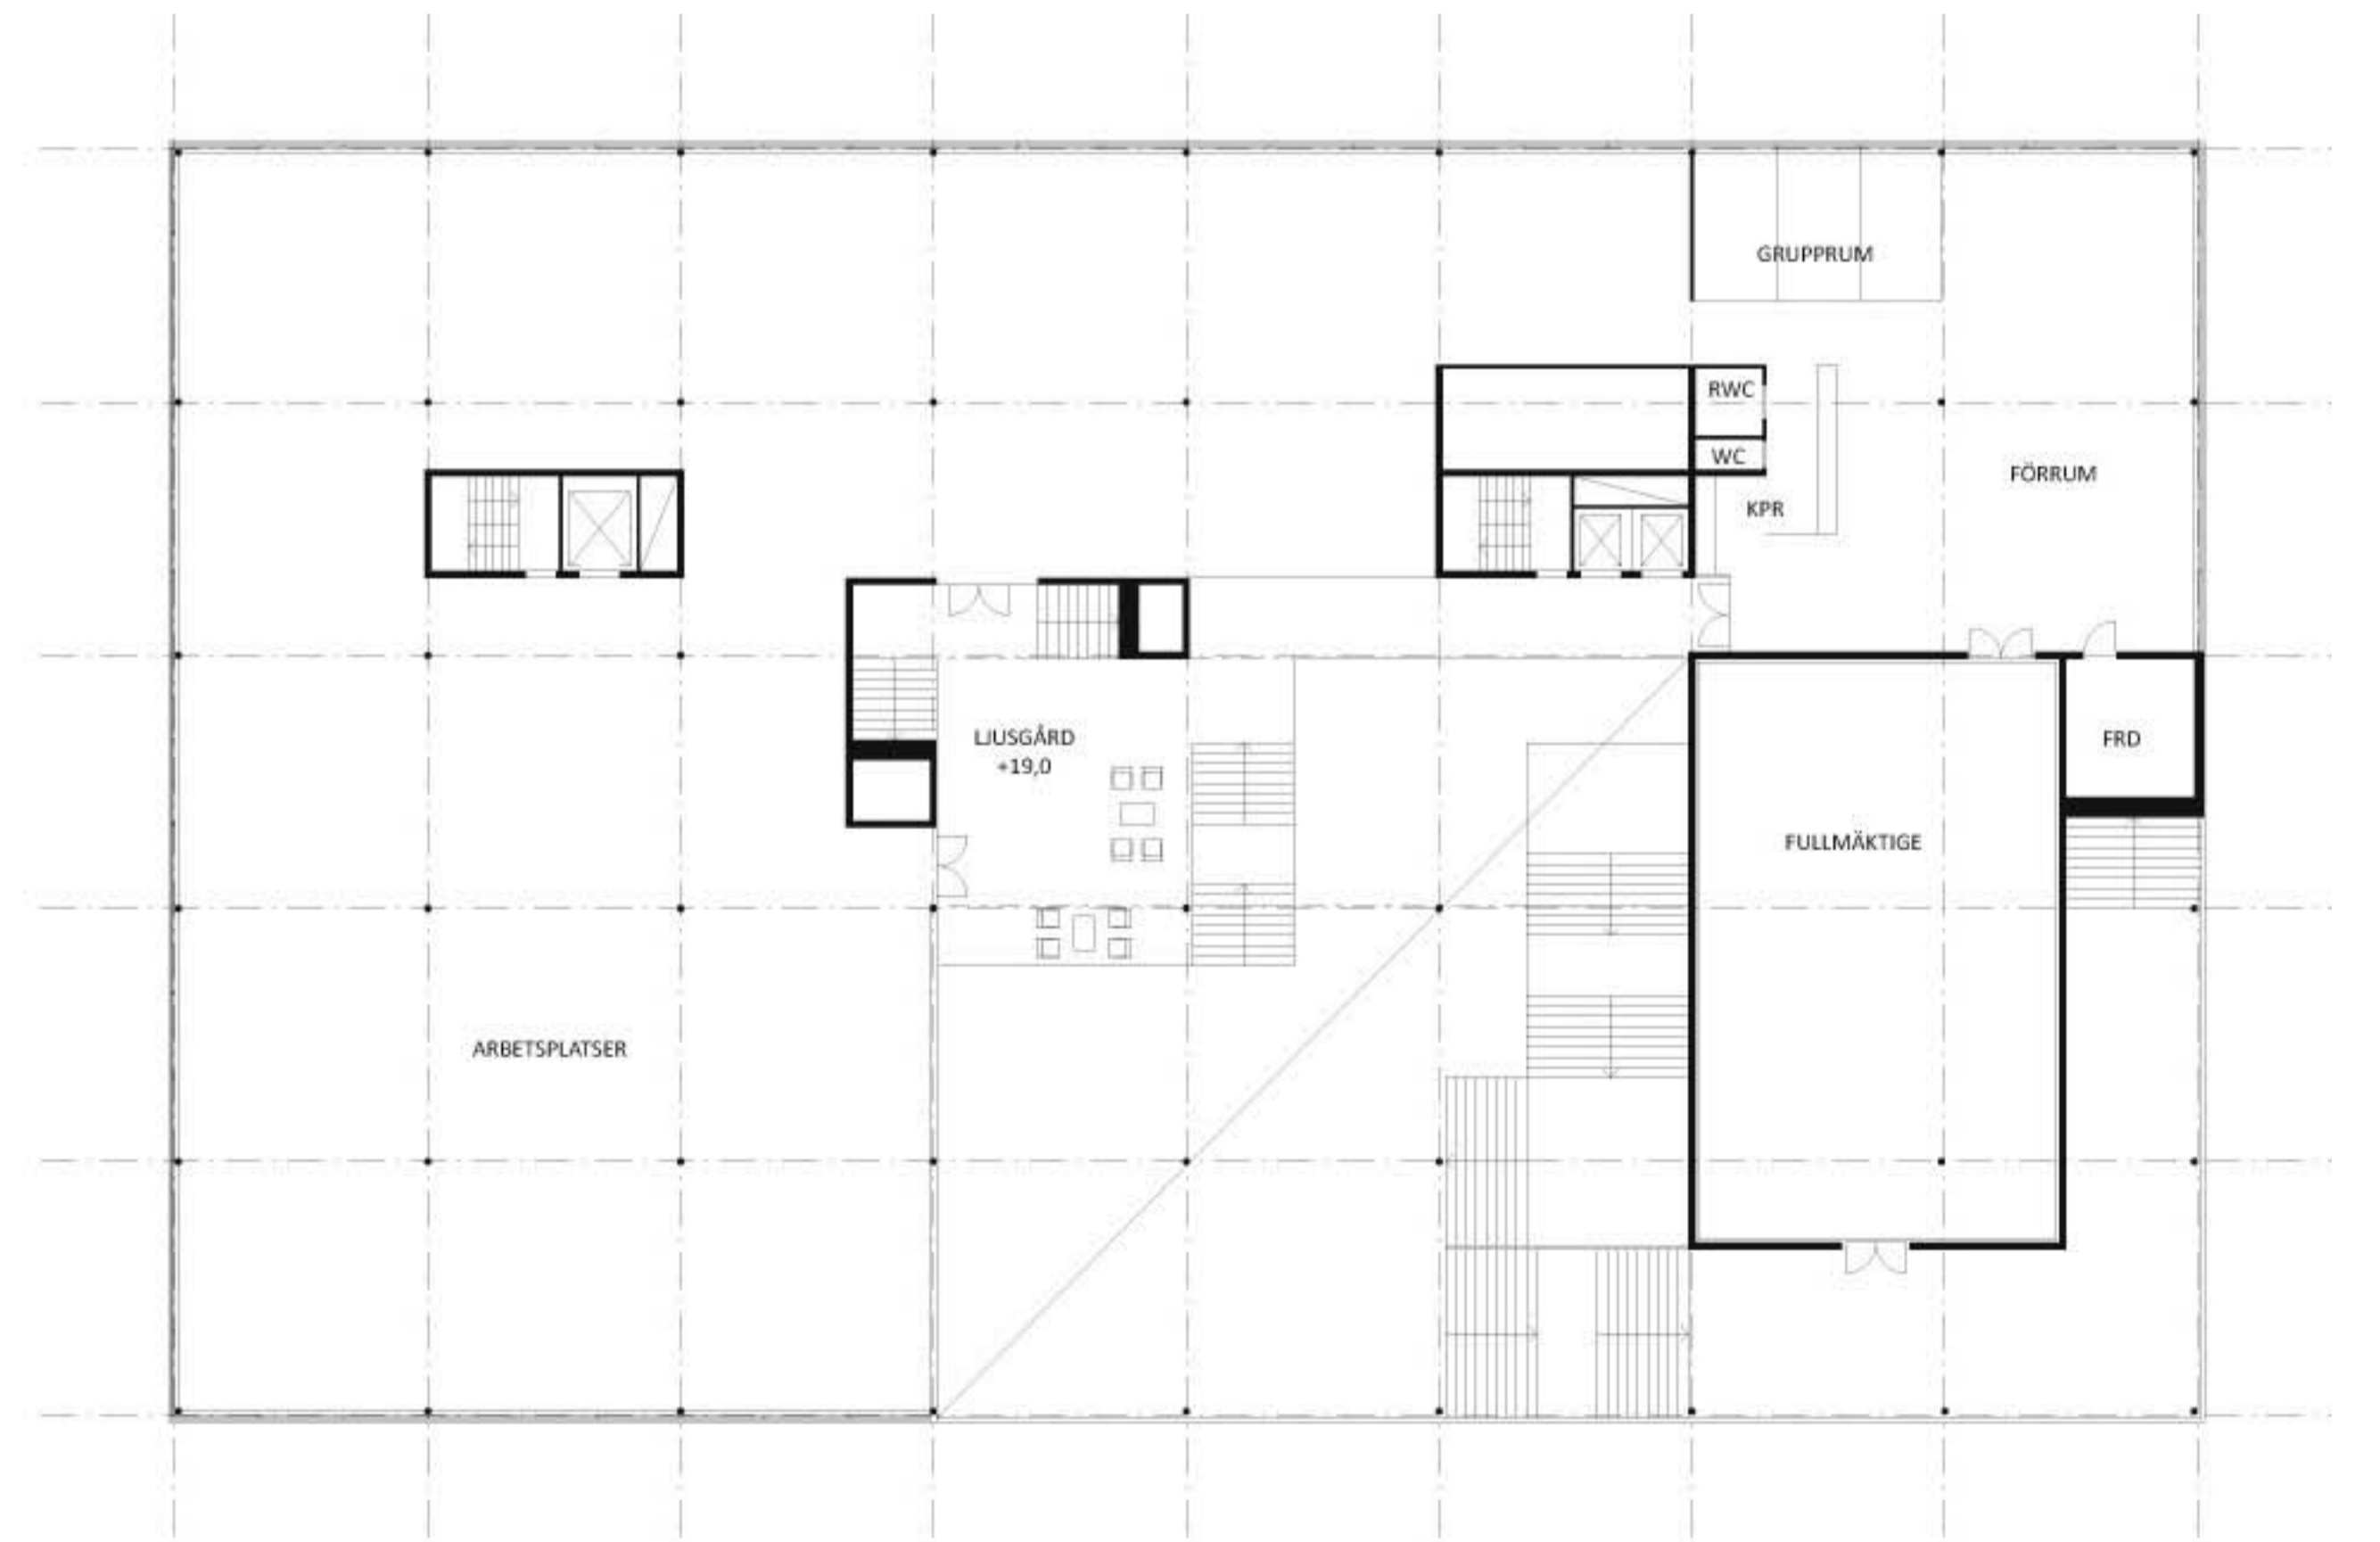 GRUPPRUM
RWC
WC
FÖRRUM
KPR
LJUSGÅRD
+19,0
FRD
FULLMÄKTIGE
ARBETSPLATSER